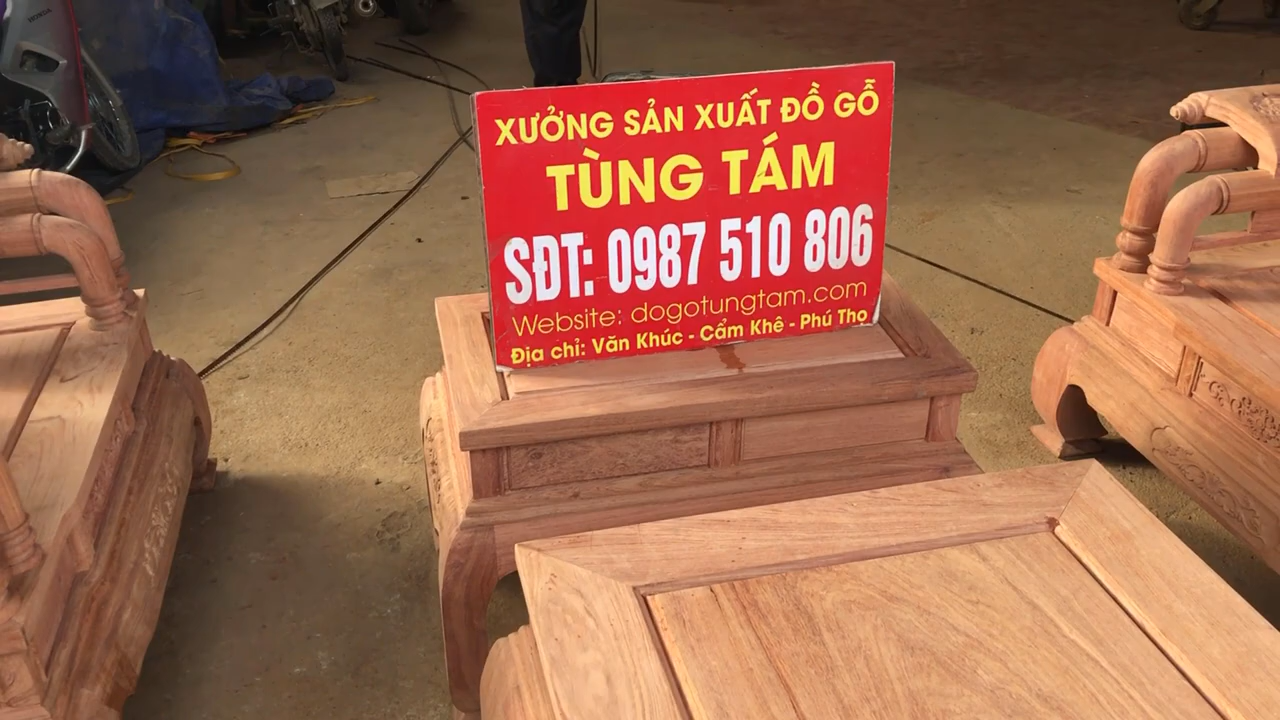 HONDA
XƯỞNG SẢN XUẤT ĐỒ GỖ
TÙNG TÁM
SĐT: 0987 510 806
Website: dogotungtam.com
Địa chỉ: Văn Khúc - Cẩm Khê - Phú Thọ